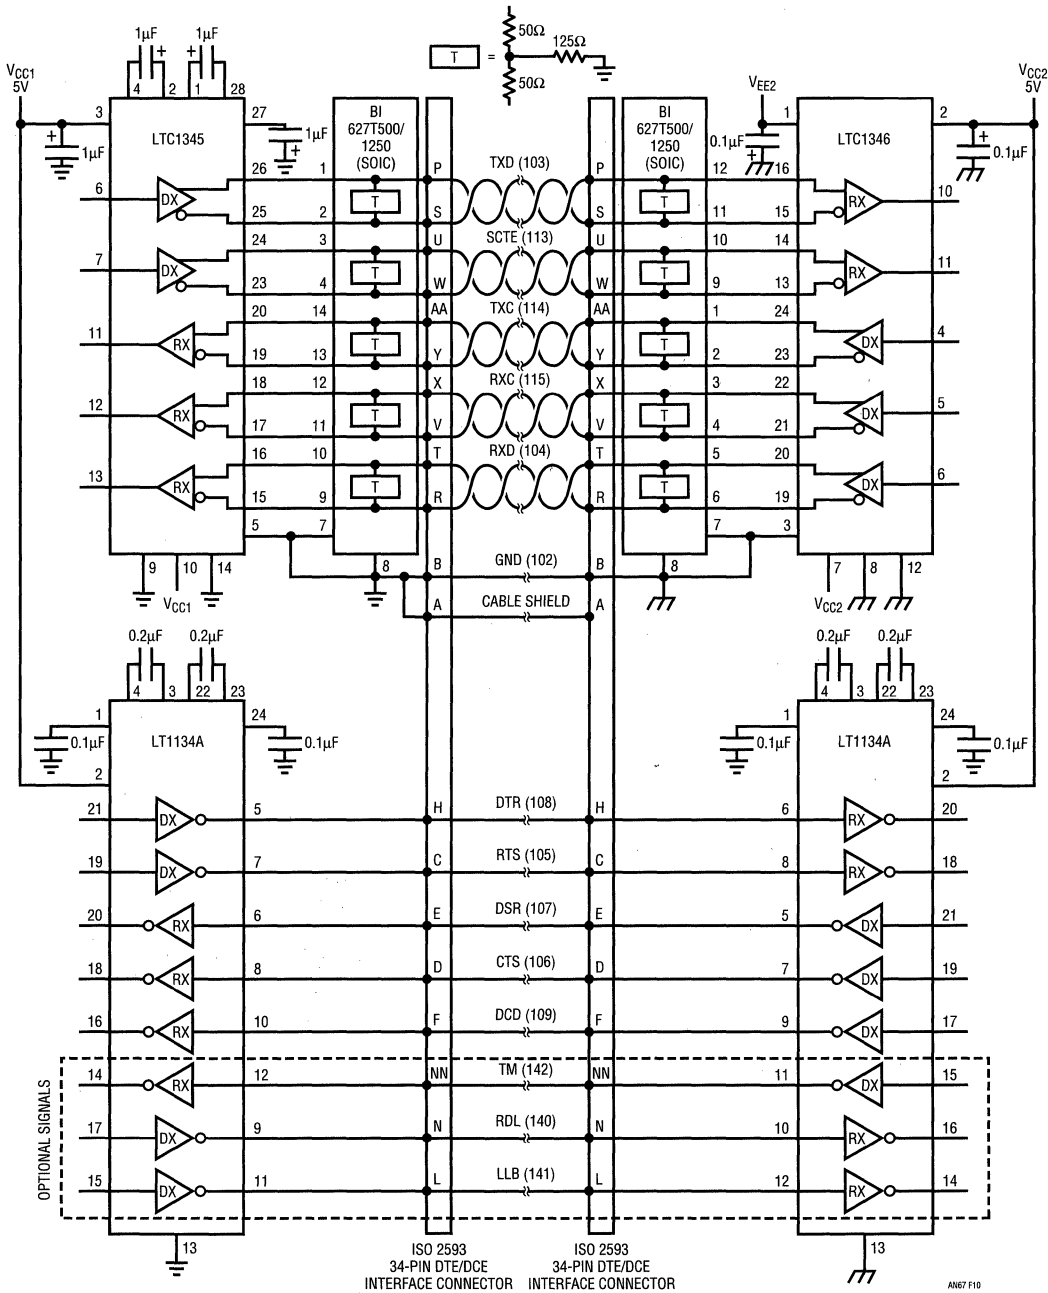 1µF 1µF
50Ω
125Ω
T =
50Ω
VCC1
5V
VCC2
5V
VEE2
+ +
4 2 1 28
3 27
LTC1345
+ 1µF
1µF +
BI
627T500/
1250
(SOIC)
BI
627T500/
1250
(SOIC)
1 2
LTC1346
0.1µF +
+ 0.1µF
6 DX 26 1 T P TXD (103) P T 12 16 RX 10
25 2 S S 11 15
7 DX 24 3 T U SCTE (113) U T 10 14 RX 11
23 4 W W 9 13
11 RX 20 14 T AA TXC (114) AA T 1 24 DX 4
19 13 Y Y 2 23
12 RX 18 12 T X RXC (115) X T 3 22 DX 5
17 11 V V 4 21
13 RX 16 10 T T RXD (104) T T 5 20 DX 6
15 9 R R 6 19
5 7 7 3
9 10 14 8 B GND (102) B 8 7 8 12
VCC1 VCC2
A CABLE SHIELD A
0.2µF 0.2µF 0.2µF 0.2µF
4 3 22 23 4 3 22 23
1 24 1 24
0.1µF LT1134A 0.1µF 0.1µF LT1134A 0.1µF
2 2
21 DX 5 H DTR (108) H 6 RX 20
19 DX 7 C RTS (105) C 8 RX 18
20 RX 6 E DSR (107) E 5 DX 21
18 RX 8 D CTS (106) D 7 DX 19
16 RX 10 F DCD (109) F 9 DX 17
OPTIONAL SIGNALS
14 RX 12 NN TM (142) NN 11 DX 15
17 DX 9 N RDL (140) N 10 RX 16
15 DX 11 L LLB (141) L 12 RX 14
13 13
ISO 2593
34-PIN DTE/DCE
INTERFACE CONNECTOR
ISO 2593
34-PIN DTE/DCE
INTERFACE CONNECTOR
AN67 F10